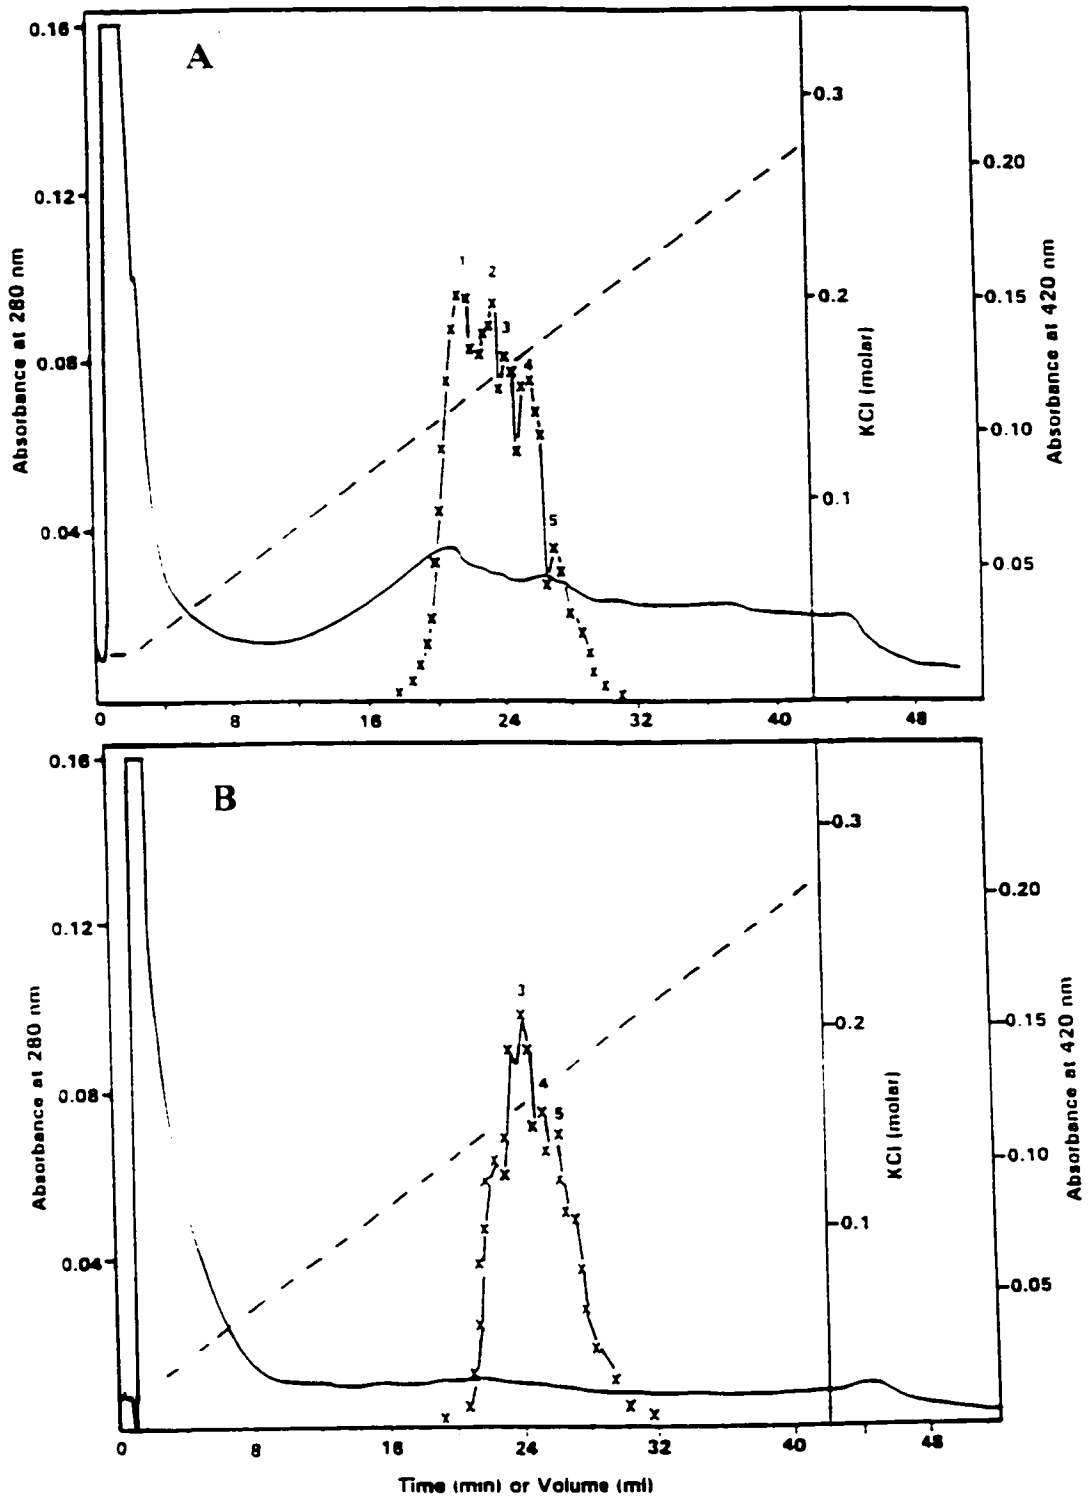 A
0.16
0.12
0.08
0.04
Absorbance at 280 nm
1
2
3
4
5
0.3
0.2
0.1
KCl (molar)
0.20
0.15
0.10
0.05
Absorbance at 420 nm
0 8 16 24 32 40 48
B
0.16
0.12
0.08
0.04
Absorbance at 280 nm
3
4
5
0.3
0.2
0.1
KCl (molar)
0.20
0.15
0.10
0.05
Absorbance at 420 nm
0 8 16 24 32 40 48
Time (min) or Volume (ml)